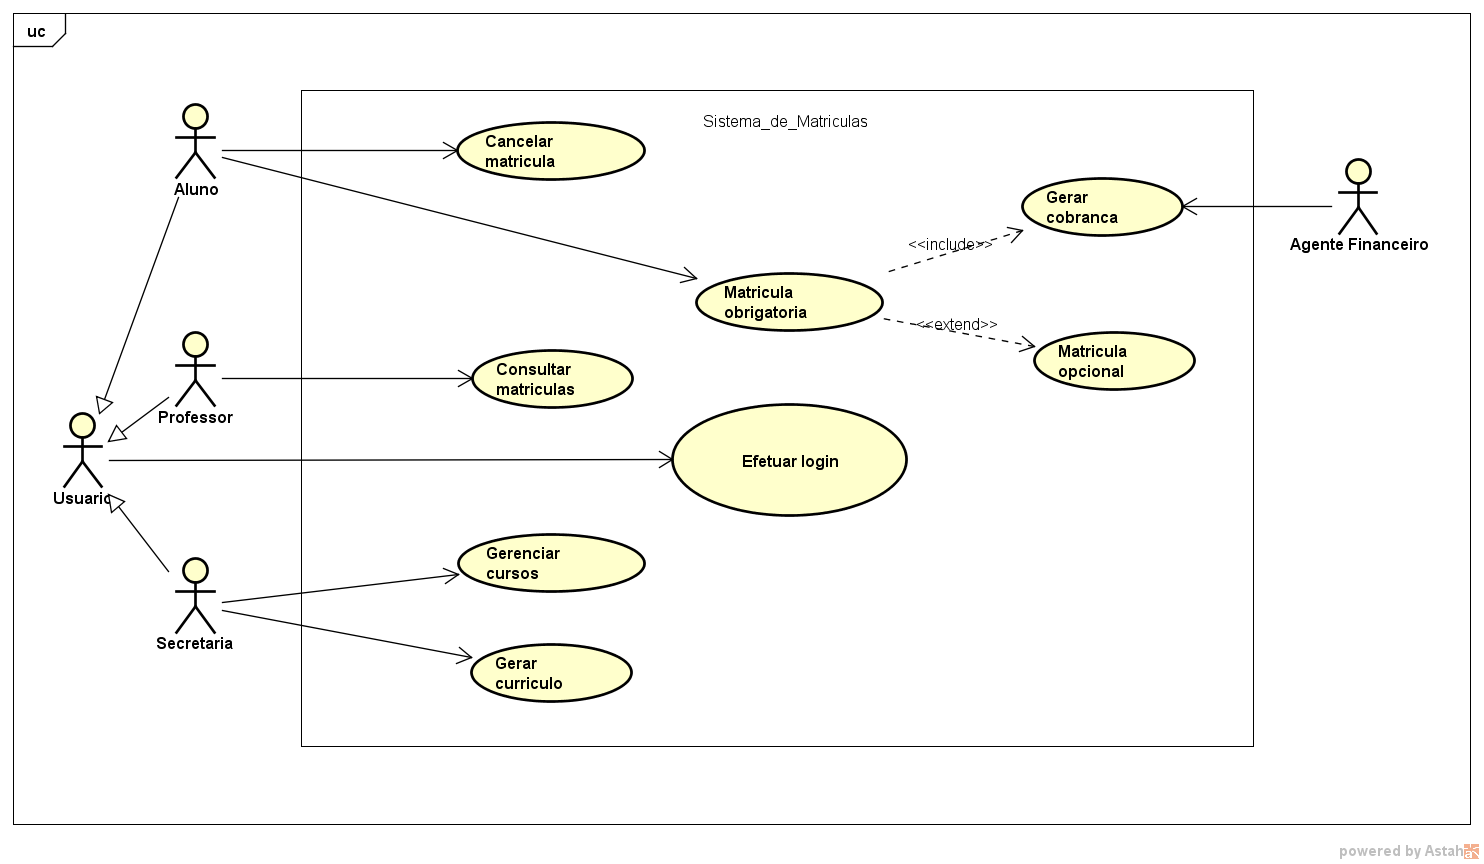 uc
Sistema_de_Matriculas
Aluno
Cancelar
matricula
Gerar
cobranca
Agente Financeiro
<<include>>
Matricula
obrigatoria
<<extend>>
Matricula
opcional
Professor
Consultar
matriculas
Usuario
Efetuar login
Gerenciar
cursos
Secretaria
Gerar
curriculo
powered by Astah